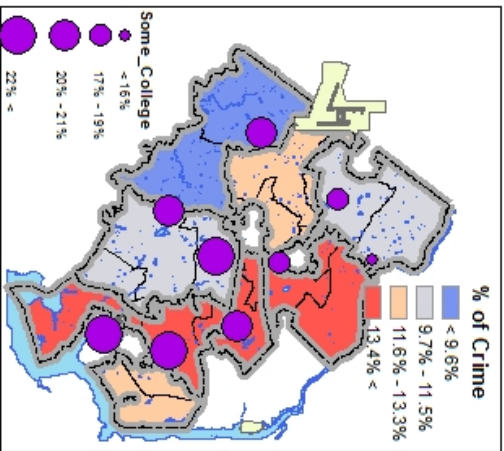 % of Crime
< 9.6%
9.7% - 11.5%
11.6% - 13.3%
13.4% <
Some_College
< 16%
17% - 19%
20% - 21%
22% <